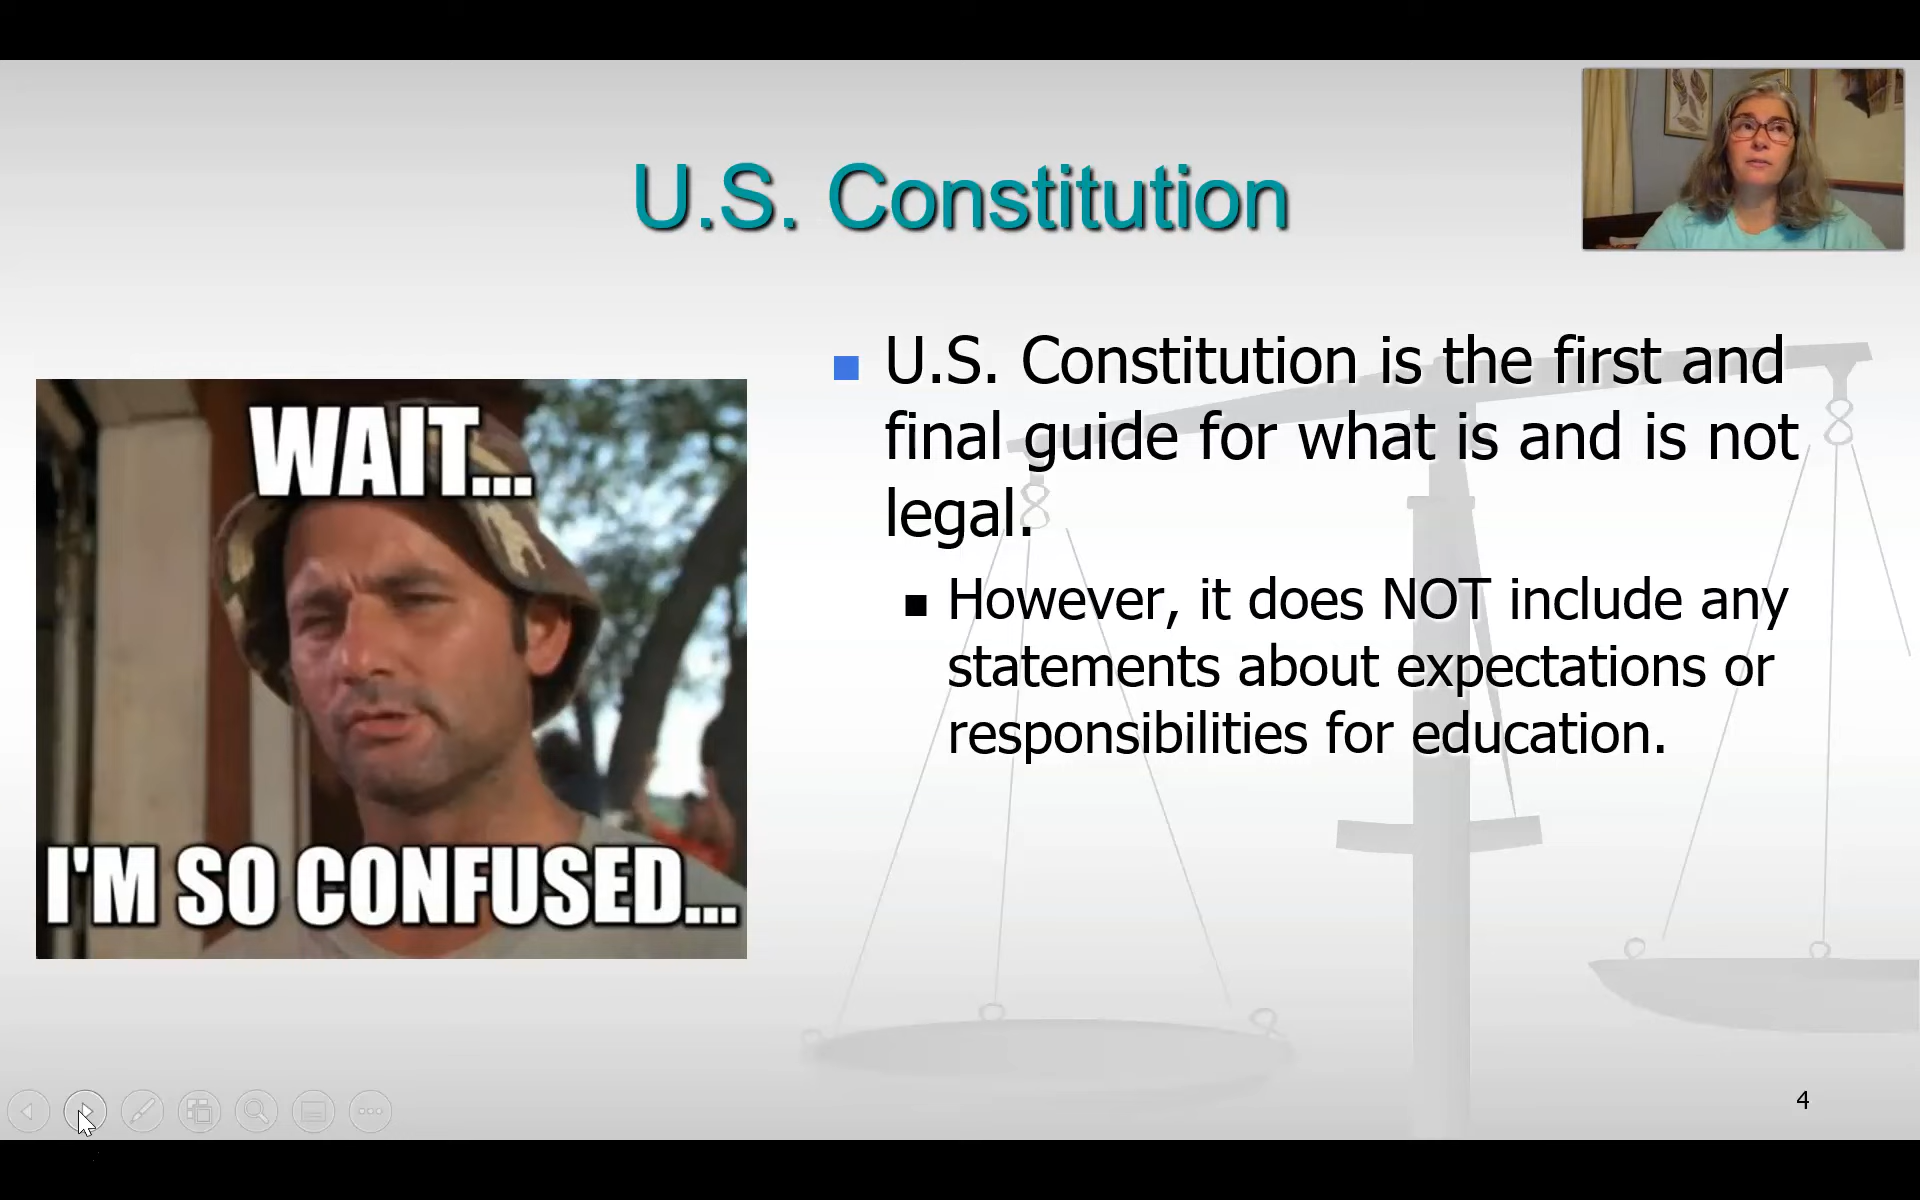 U.S. Constitution
WAIT...
I'M SO CONFUSED...
U.S. Constitution is the first and
final guide for what is and is not
legal.
However, it does NOT include any
statements about expectations or
responsibilities for education.
4